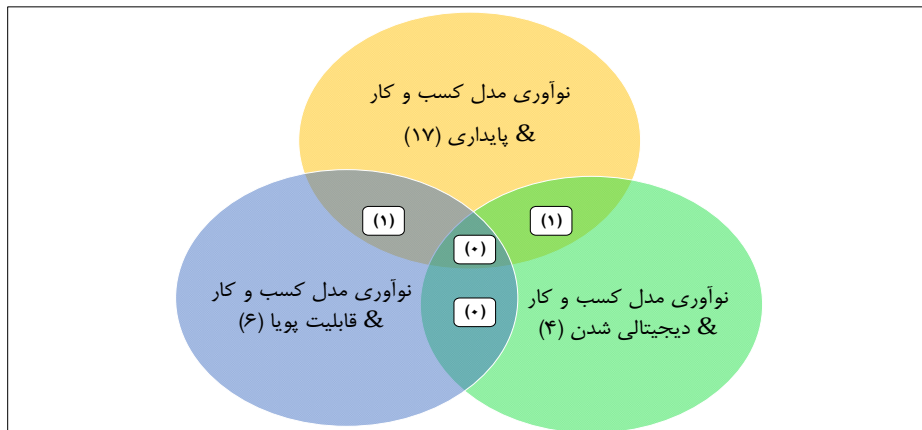 نوآوری مدل کسب و کار
& پایداری (۱۷)
(۱)
(۱)
(۰)
نوآوری مدل کسب و کار
& دیجیتالی شدن (۴)
(۰)
نوآوری مدل کسب و کار
& قابلیت پویا (۶)